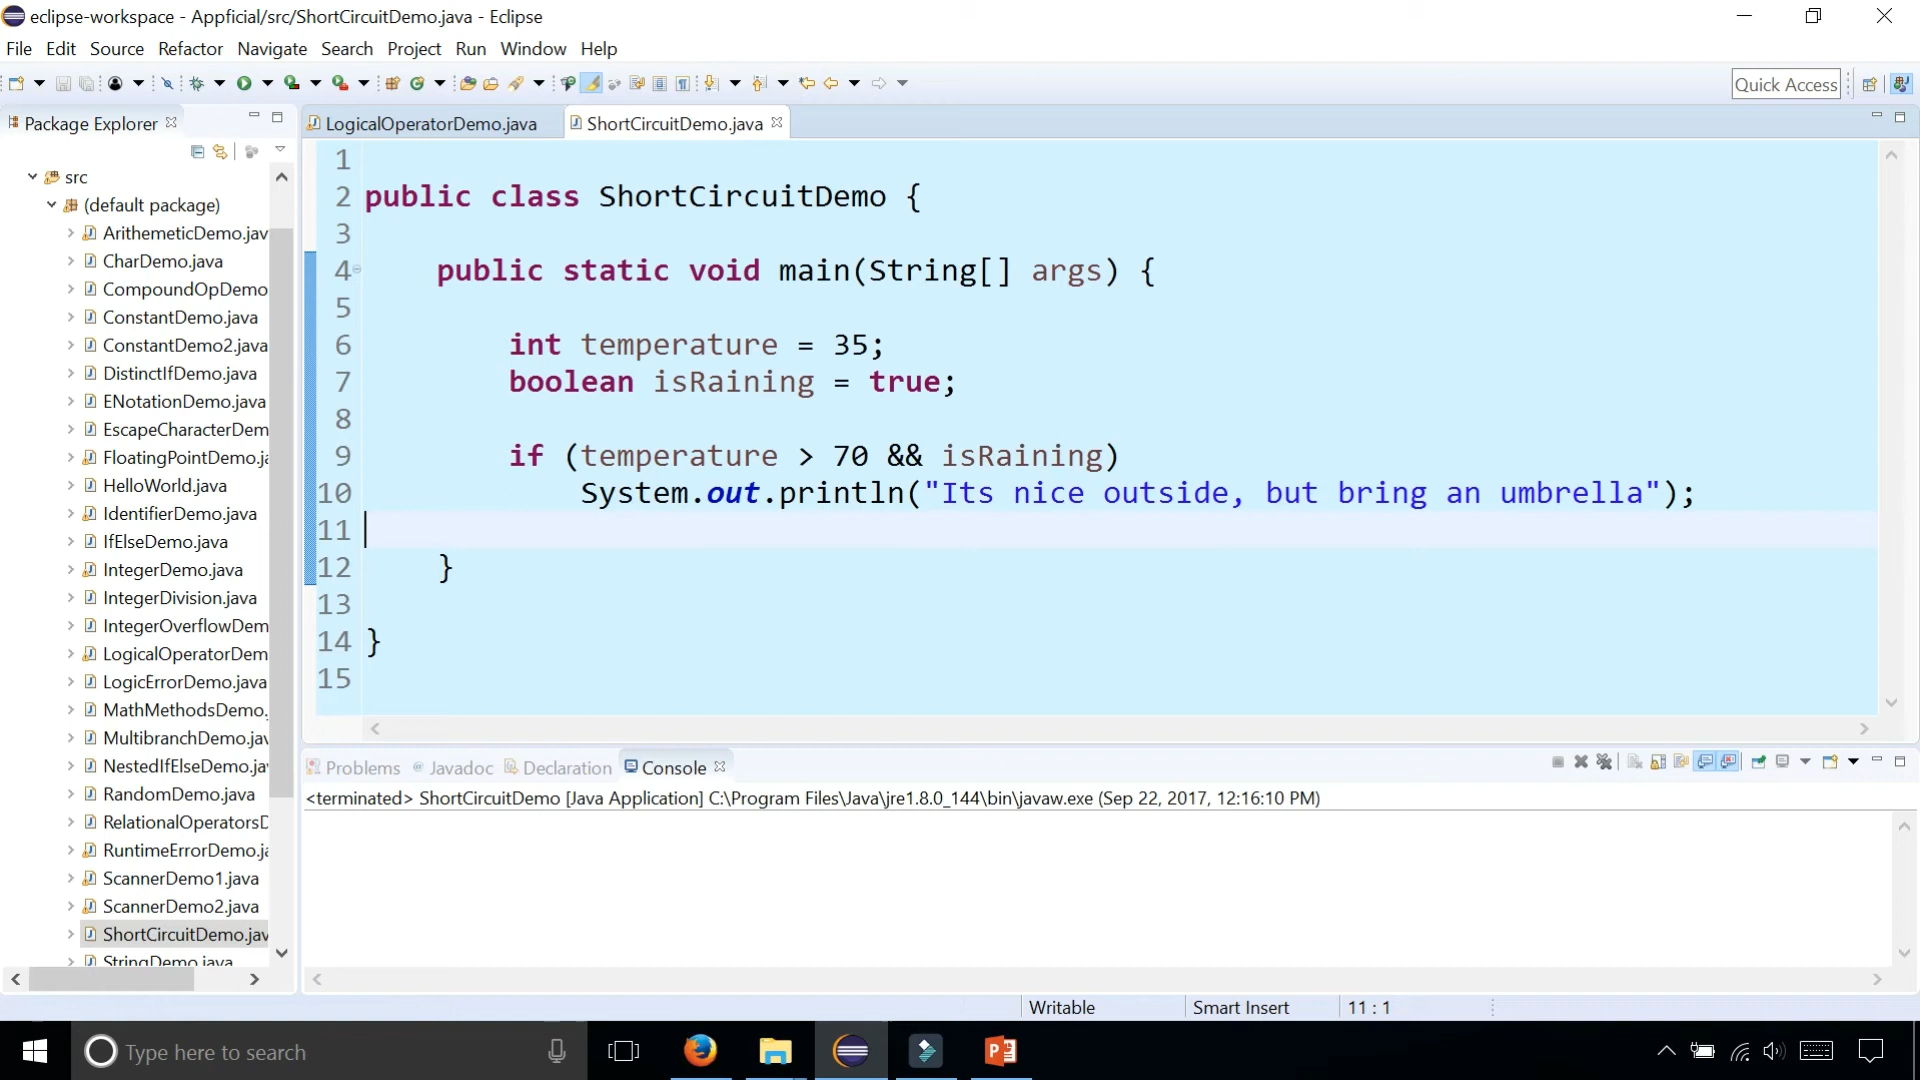 eclipse-workspace - Appficial/src/ShortCircuitDemo.java - Eclipse
File Edit Source Refactor Navigate Search Project Run Window Help
Quick Access
Package Explorer
LogicalOperatorDemo.java
ShortCircuitDemo.java
src
(default package)
ArithemeticDemo.jav
CharDemo.java
CompoundOpDemo
ConstantDemo.java
ConstantDemo2.java
DistinctIfDemo.java
ENotationDemo.java
EscapeCharacterDem
FloatingPointDemo.ja
HelloWorld.java
IdentifierDemo.java
IfElseDemo.java
IntegerDemo.java
IntegerDivision.java
IntegerOverflowDem
LogicalOperatorDem
LogicErrorDemo.java
MathMethodsDemo.
MultibranchDemo.jav
NestedIfElseDemo.jav
RandomDemo.java
RelationalOperatorsD
RuntimeErrorDemo.ja
ScannerDemo1.java
ScannerDemo2.java
ShortCircuitDemo.jav
StringDemo.java
1
2 public class ShortCircuitDemo {
3
4 public static void main(String[] args) {
5
6 int temperature = 35;
7 boolean isRaining = true;
8
9 if (temperature > 70 && isRaining)
10 System.out.println("Its nice outside, but bring an umbrella");
11
12 }
13
14 }
15
Problems Javadoc Declaration Console
<terminated> ShortCircuitDemo [Java Application] C:\Program Files\Java\jre1.8.0_144\bin\javaw.exe (Sep 22, 2017, 12:16:10 PM)
Writable Smart Insert 11 : 1
Type here to search